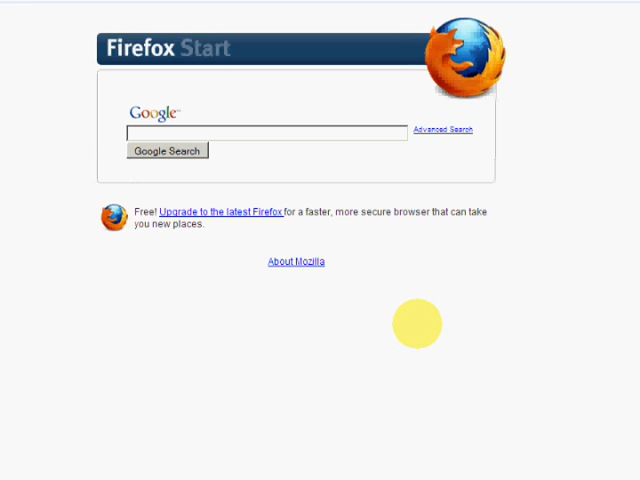 Firefox Start
Google™
Advanced Search
Google Search
Free! Upgrade to the latest Firefox for a faster, more secure browser that can take
you new places.
About Mozilla